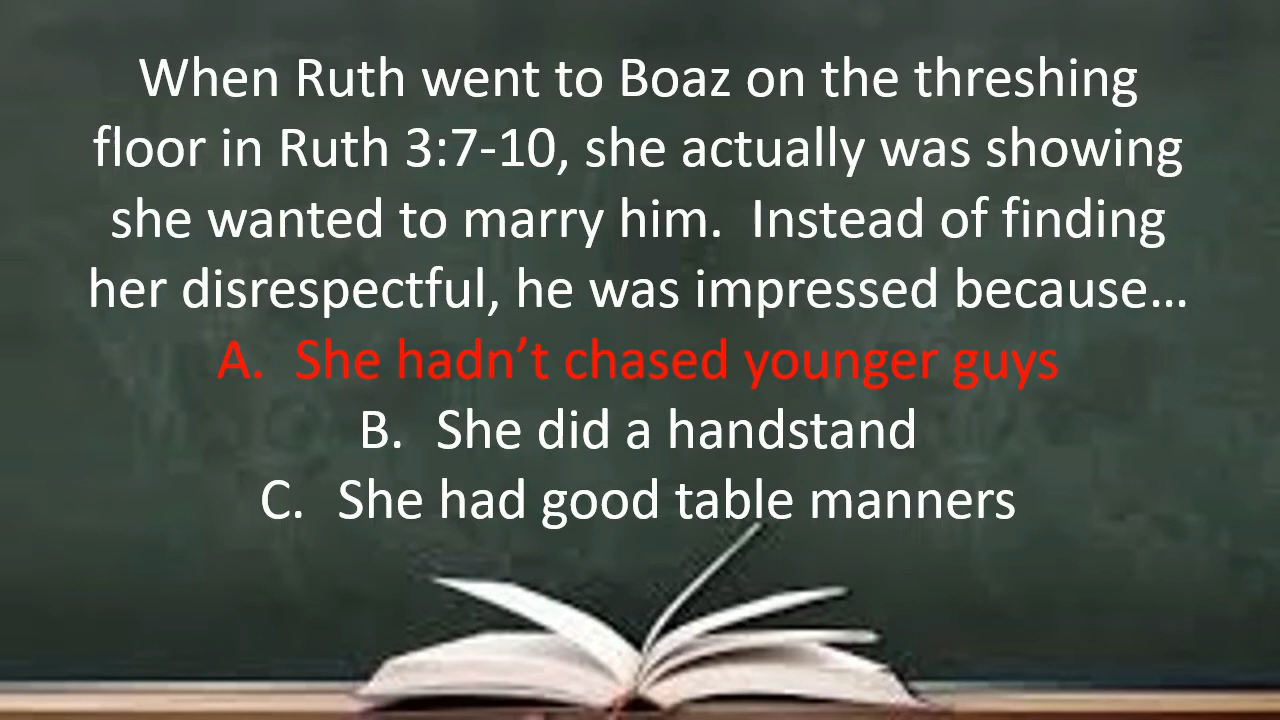 When Ruth went to Boaz on the threshing
floor in Ruth 3:7-10, she actually was showing
she wanted to marry him.  Instead of finding
her disrespectful, he was impressed because…
A.  She hadn’t chased younger guys
B.  She did a handstand
C.  She had good table manners